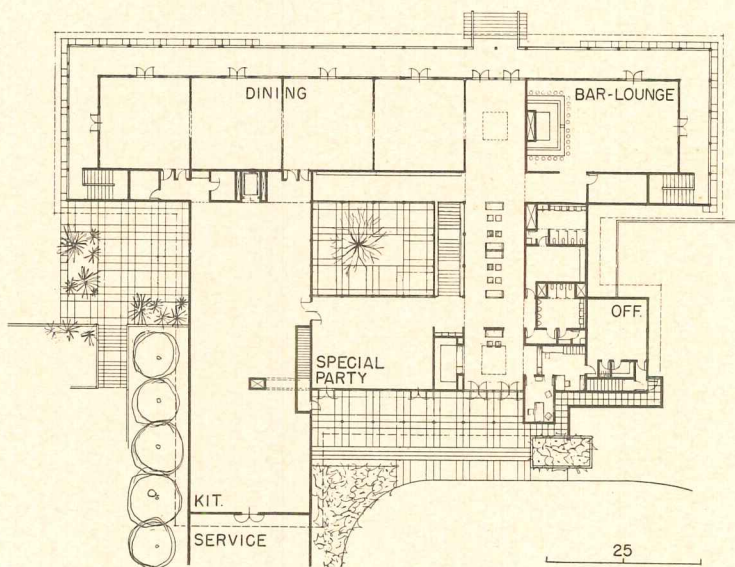 DINING
BAR-LOUNGE
OFF.
SPECIAL
PARTY
KIT.
SERVICE
25